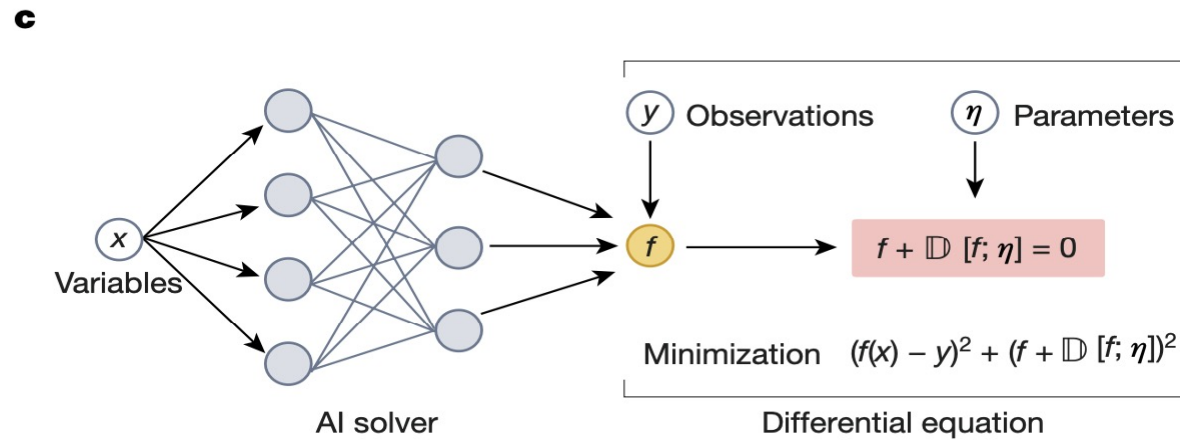 c
y Observations
η Parameters
x
Variables
f
f + 𝔻 [f; η] = 0
Minimization (f(x) − y)² + (f + 𝔻 [f; η])²
AI solver
Differential equation